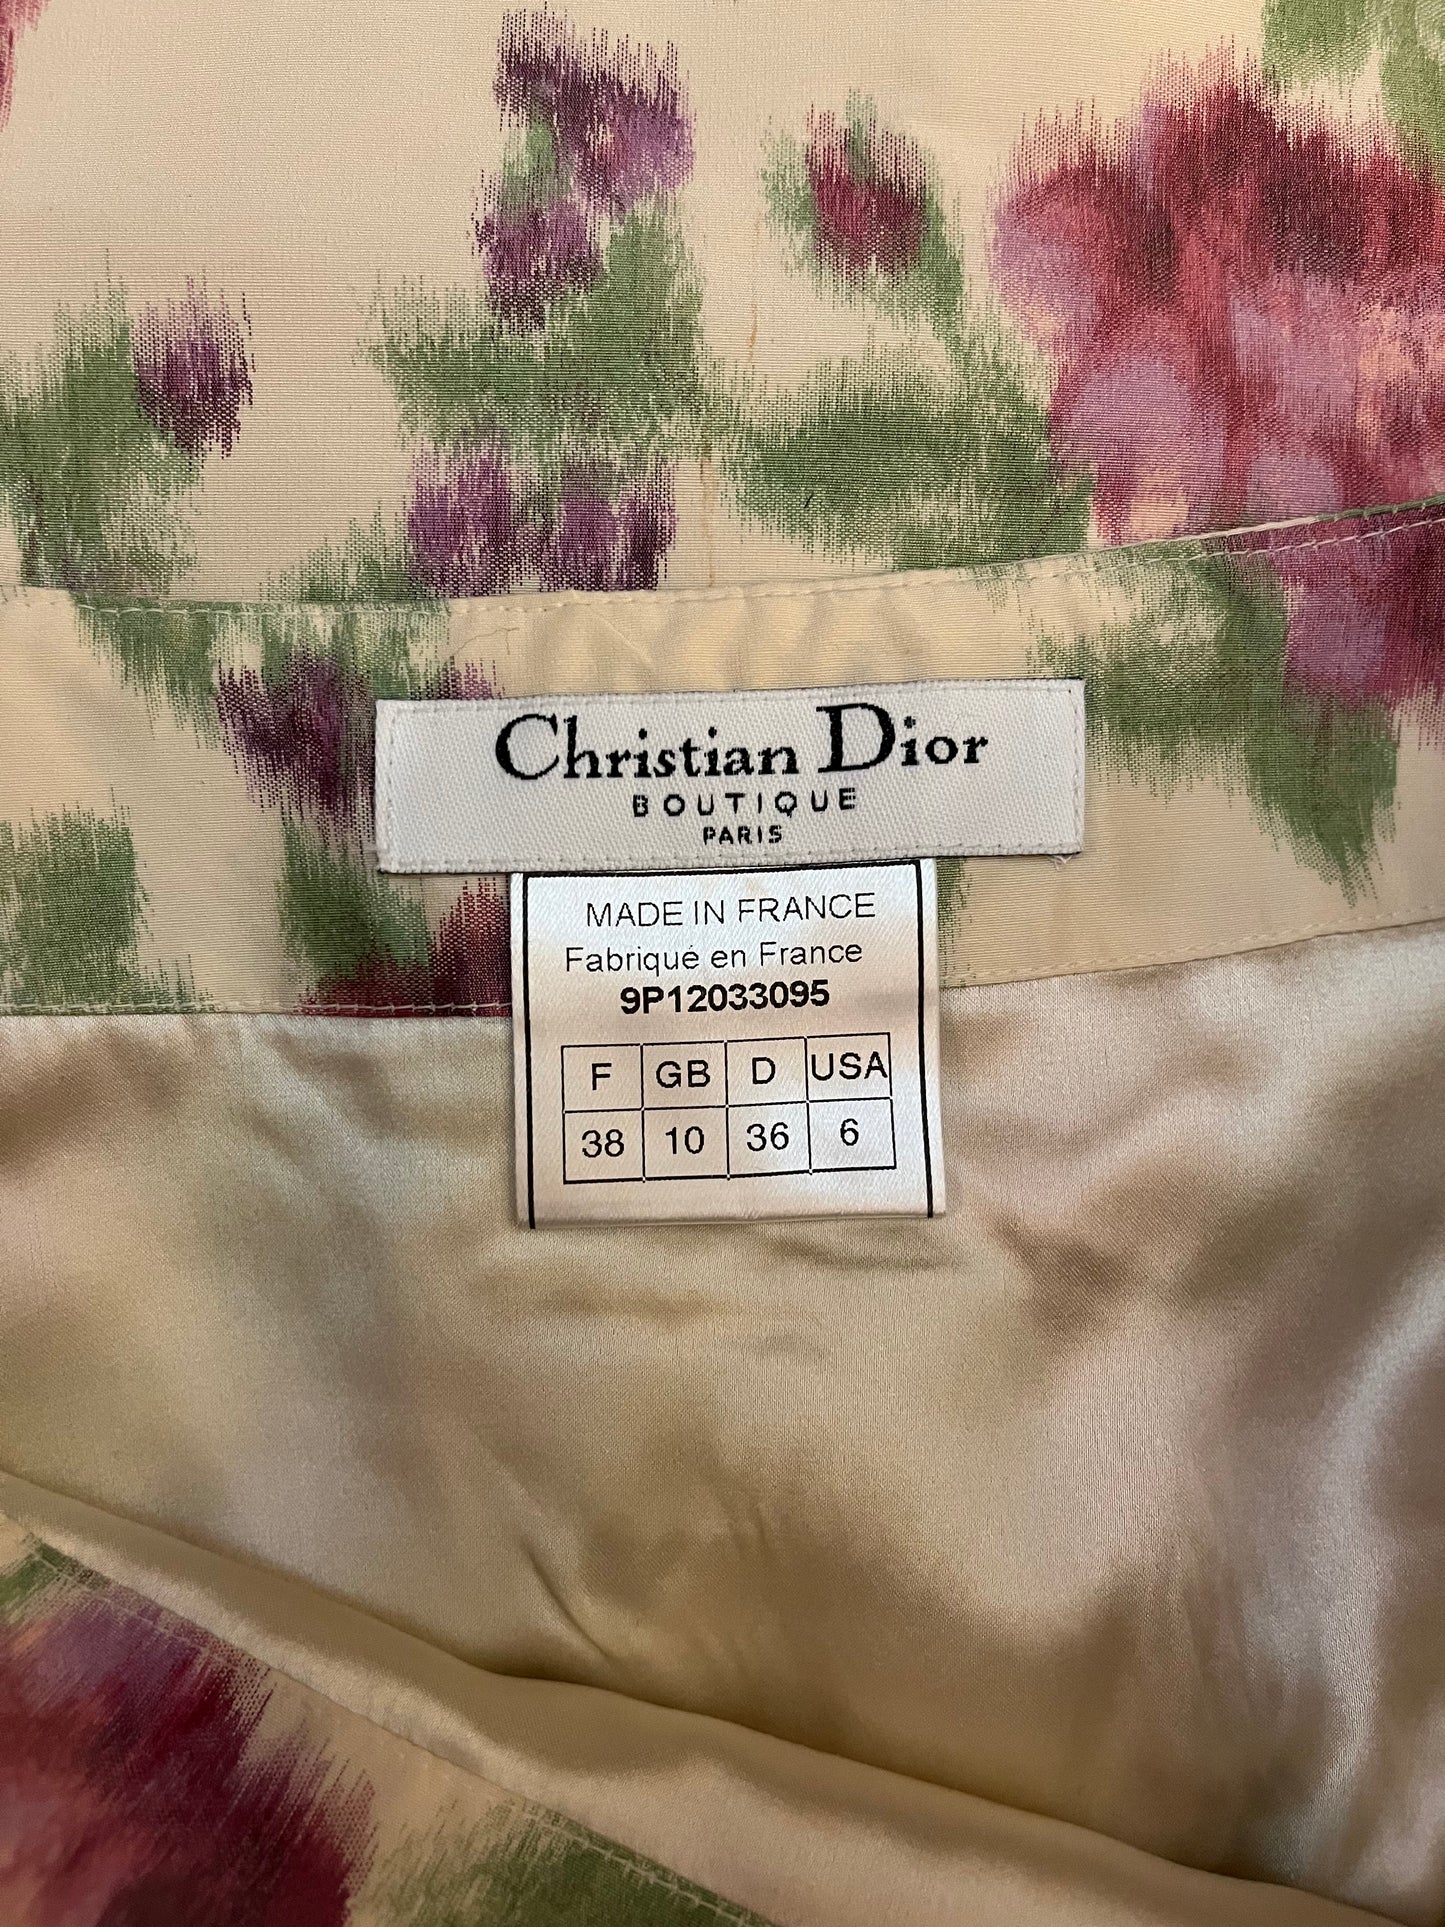 Christian Dior
BOUTIQUE
PARIS
MADE IN FRANCE
Fabriqué en France
9P12033095
F GB D USA
38 10 36 6